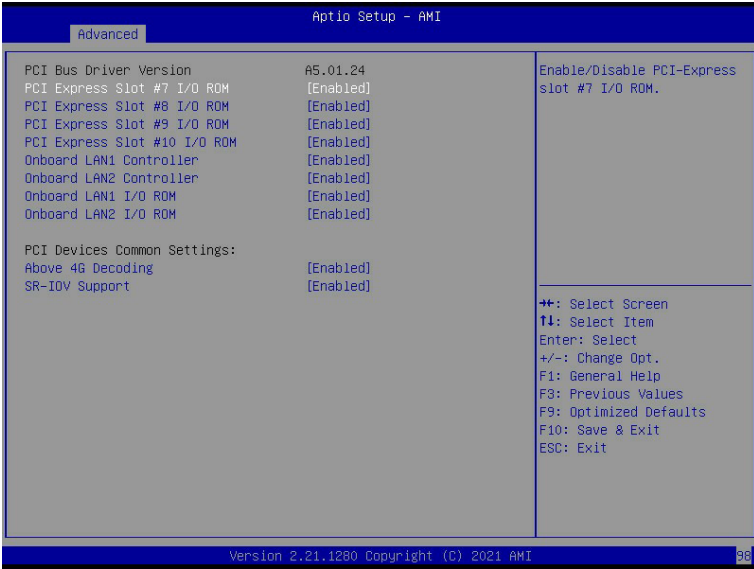 Aptio Setup - AMI
Advanced
PCI Bus Driver Version A5.01.24
PCI Express Slot #7 I/O ROM [Enabled]
PCI Express Slot #8 I/O ROM [Enabled]
PCI Express Slot #9 I/O ROM [Enabled]
PCI Express Slot #10 I/O ROM [Enabled]
Onboard LAN1 Controller [Enabled]
Onboard LAN2 Controller [Enabled]
Onboard LAN1 I/O ROM [Enabled]
Onboard LAN2 I/O ROM [Enabled]
PCI Devices Common Settings:
Above 4G Decoding [Enabled]
SR-IOV Support [Enabled]
Enable/Disable PCI-Express
slot #7 I/O ROM.
→←: Select Screen
↑↓: Select Item
Enter: Select
+/-: Change Opt.
F1: General Help
F3: Previous Values
F9: Optimized Defaults
F10: Save & Exit
ESC: Exit
Version 2.21.1280 Copyright (C) 2021 AMI
98